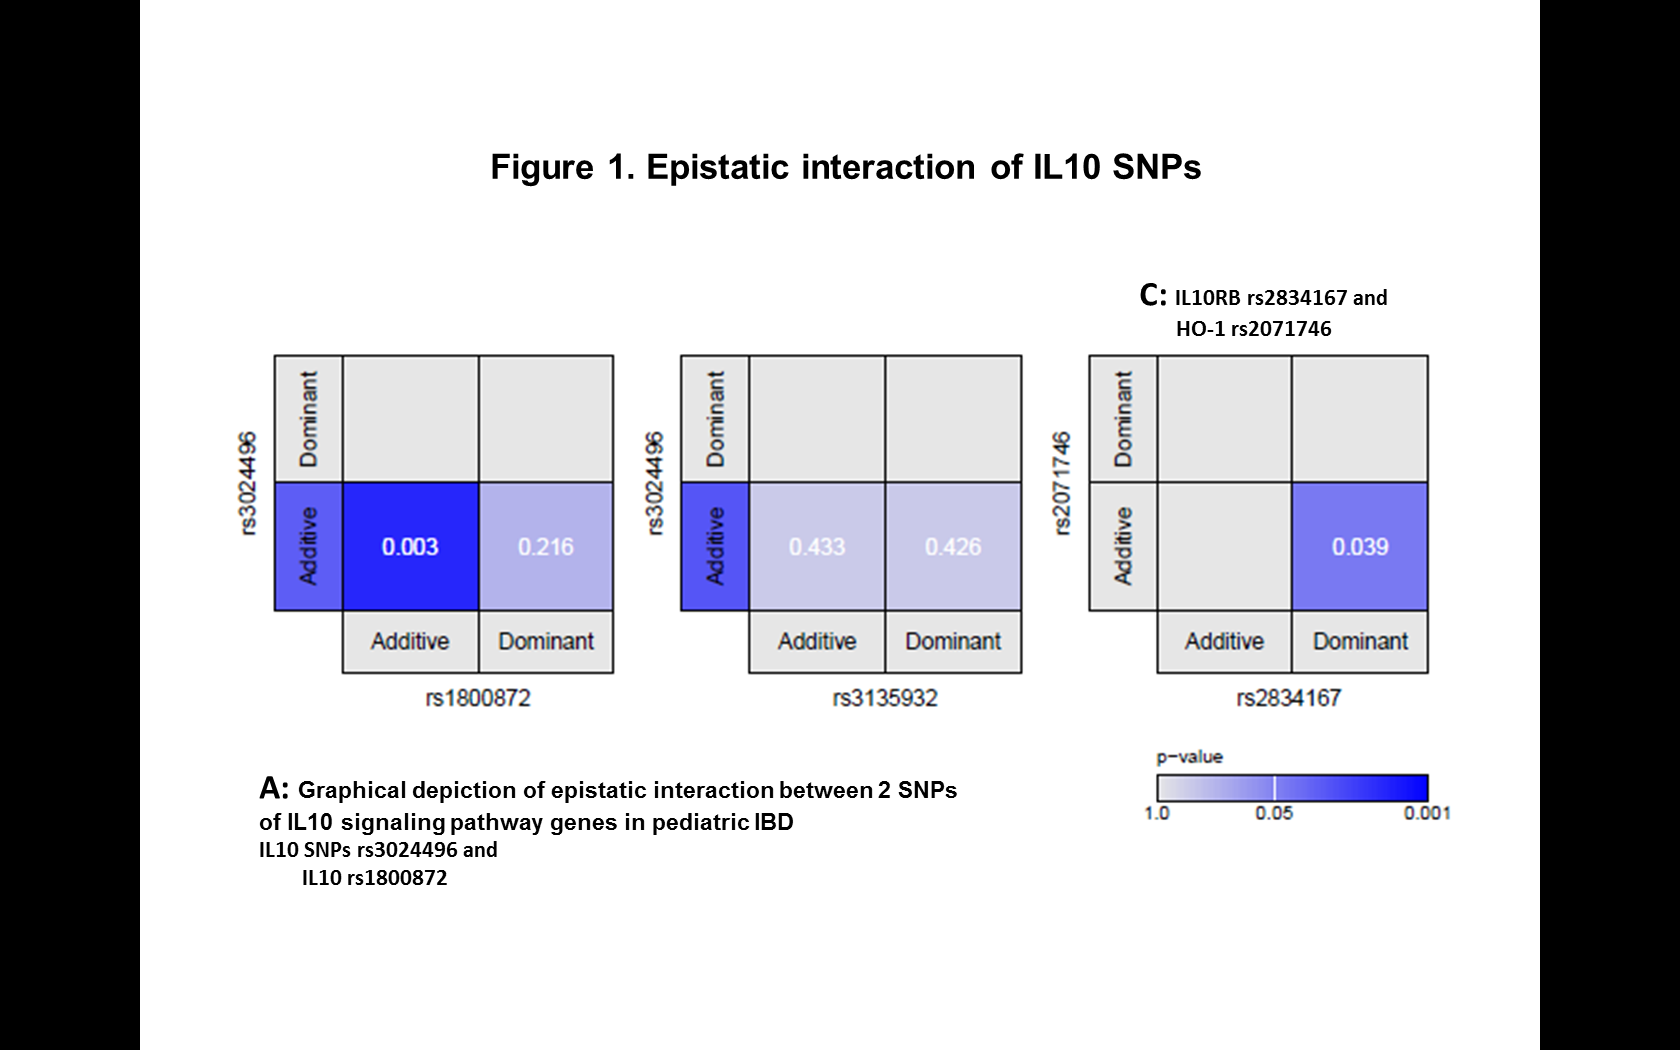 Figure 1. Epistatic interaction of IL10 SNPs
C: IL10RB rs2834167 and
HO-1 rs2071746
rs3024496
Dominant
Additive
0.003
0.216
Additive
Dominant
rs1800872
rs3024496
Dominant
Additive
0.433
0.426
Additive
Dominant
rs3135932
rs2071746
Dominant
Additive
0.039
Additive
Dominant
rs2834167
p-value
1.0
0.05
0.001
A: Graphical depiction of epistatic interaction between 2 SNPs
of IL10 signaling pathway genes in pediatric IBD
IL10 SNPs rs3024496 and
IL10 rs1800872